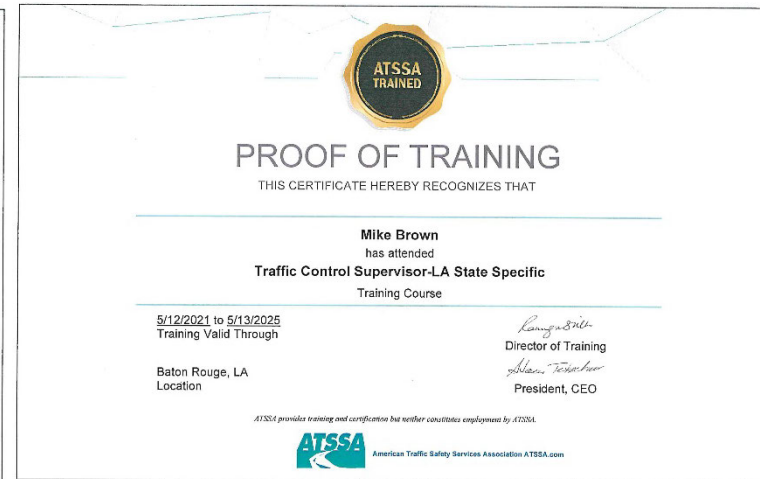 ATSSA
TRAINED
PROOF OF TRAINING
THIS CERTIFICATE HEREBY RECOGNIZES THAT
Mike Brown
has attended
Traffic Control Supervisor-LA State Specific
Training Course
5/12/2021 to 5/13/2025
Training Valid Through
Baton Rouge, LA
Location
Director of Training
President, CEO
ATSSA provides training and certification but neither constitutes employment by ATSSA.
ATSSA
American Traffic Safety Services Association ATSSA.com